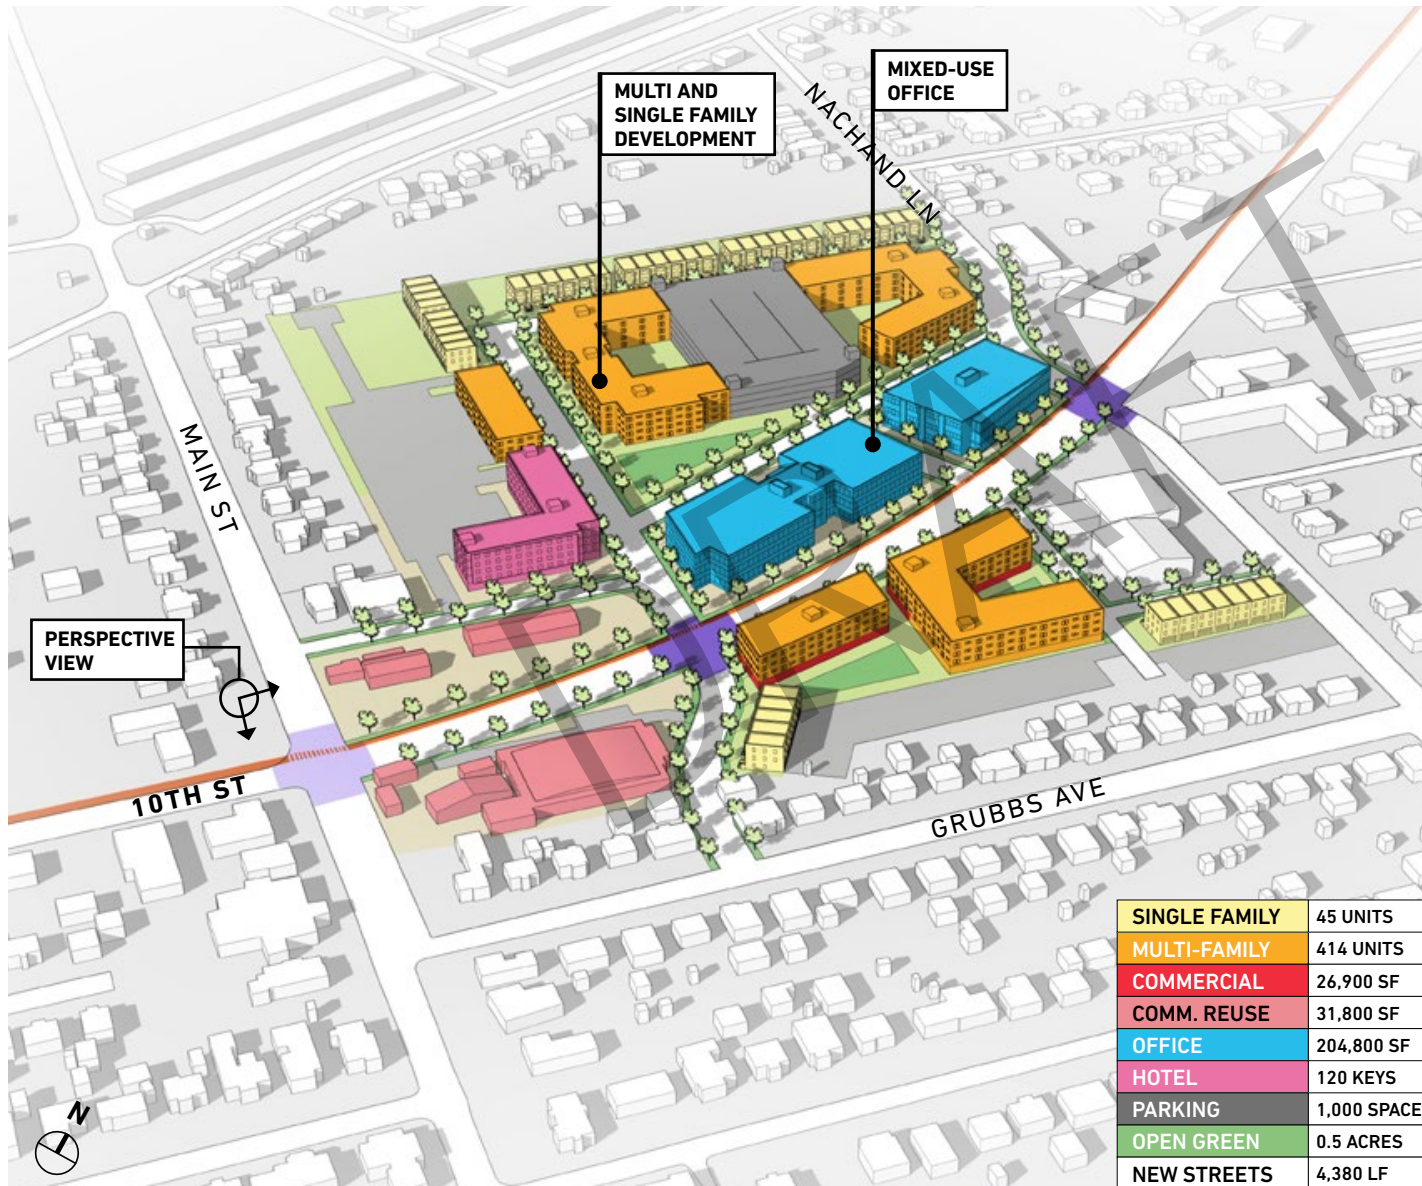 MULTI AND
SINGLE FAMILY
DEVELOPMENT
MIXED-USE
OFFICE
NACHAND LN
MAIN ST
PERSPECTIVE
VIEW
10TH ST
GRUBBS AVE
DRAFT
N
SINGLE FAMILY 45 UNITS
MULTI-FAMILY 414 UNITS
COMMERCIAL 26,900 SF
COMM. REUSE 31,800 SF
OFFICE 204,800 SF
HOTEL 120 KEYS
PARKING 1,000 SPACE
OPEN GREEN 0.5 ACRES
NEW STREETS 4,380 LF